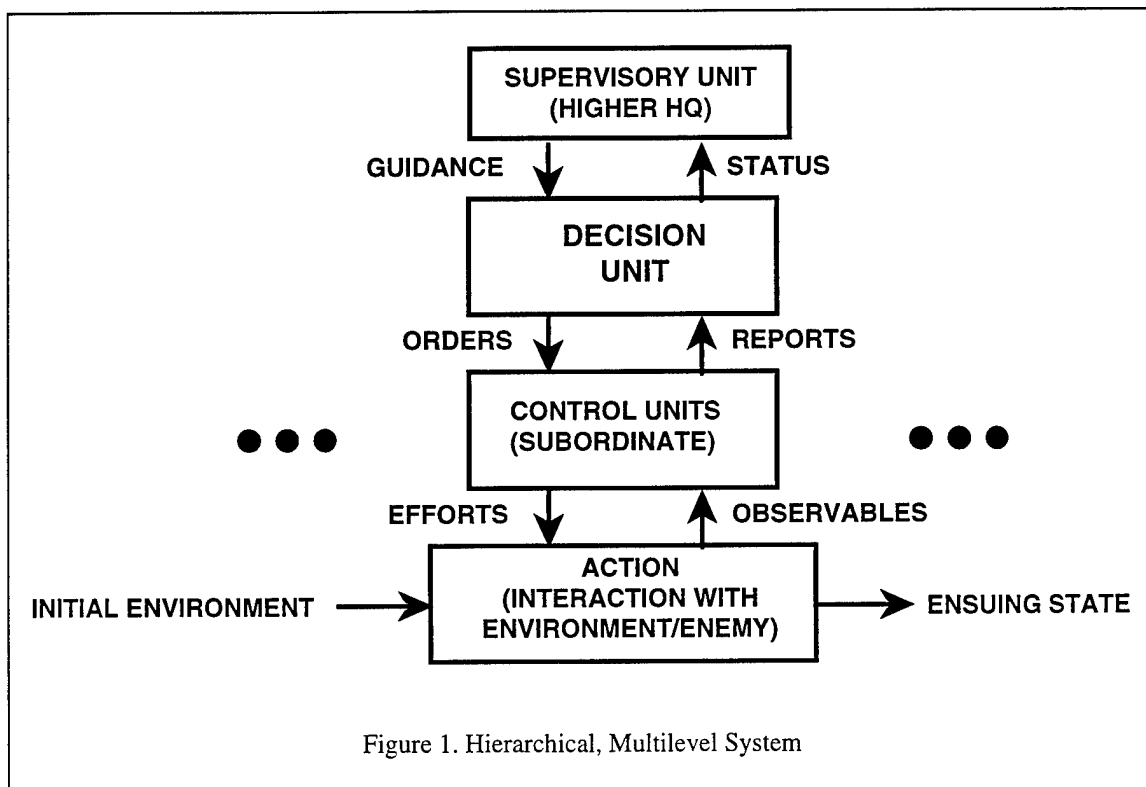 SUPERVISORY UNIT
(HIGHER HQ)
GUIDANCE
STATUS
DECISION
UNIT
ORDERS
REPORTS
CONTROL UNITS
(SUBORDINATE)
EFFORTS
OBSERVABLES
ACTION
(INTERACTION WITH
ENVIRONMENT/ENEMY)
INITIAL ENVIRONMENT
ENSUING STATE
Figure 1. Hierarchical, Multilevel System